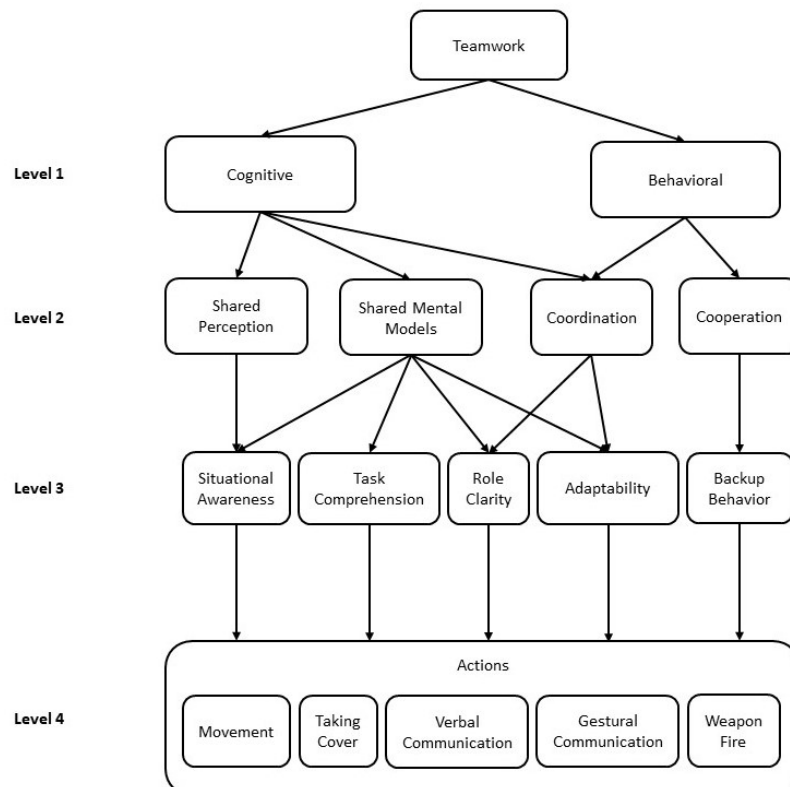 Teamwork
Level 1
Cognitive
Behavioral
Level 2
Shared
Perception
Shared Mental
Models
Coordination
Cooperation
Level 3
Situational
Awareness
Task
Comprehension
Role
Clarity
Adaptability
Backup
Behavior
Actions
Level 4
Movement
Taking
Cover
Verbal
Communication
Gestural
Communication
Weapon
Fire